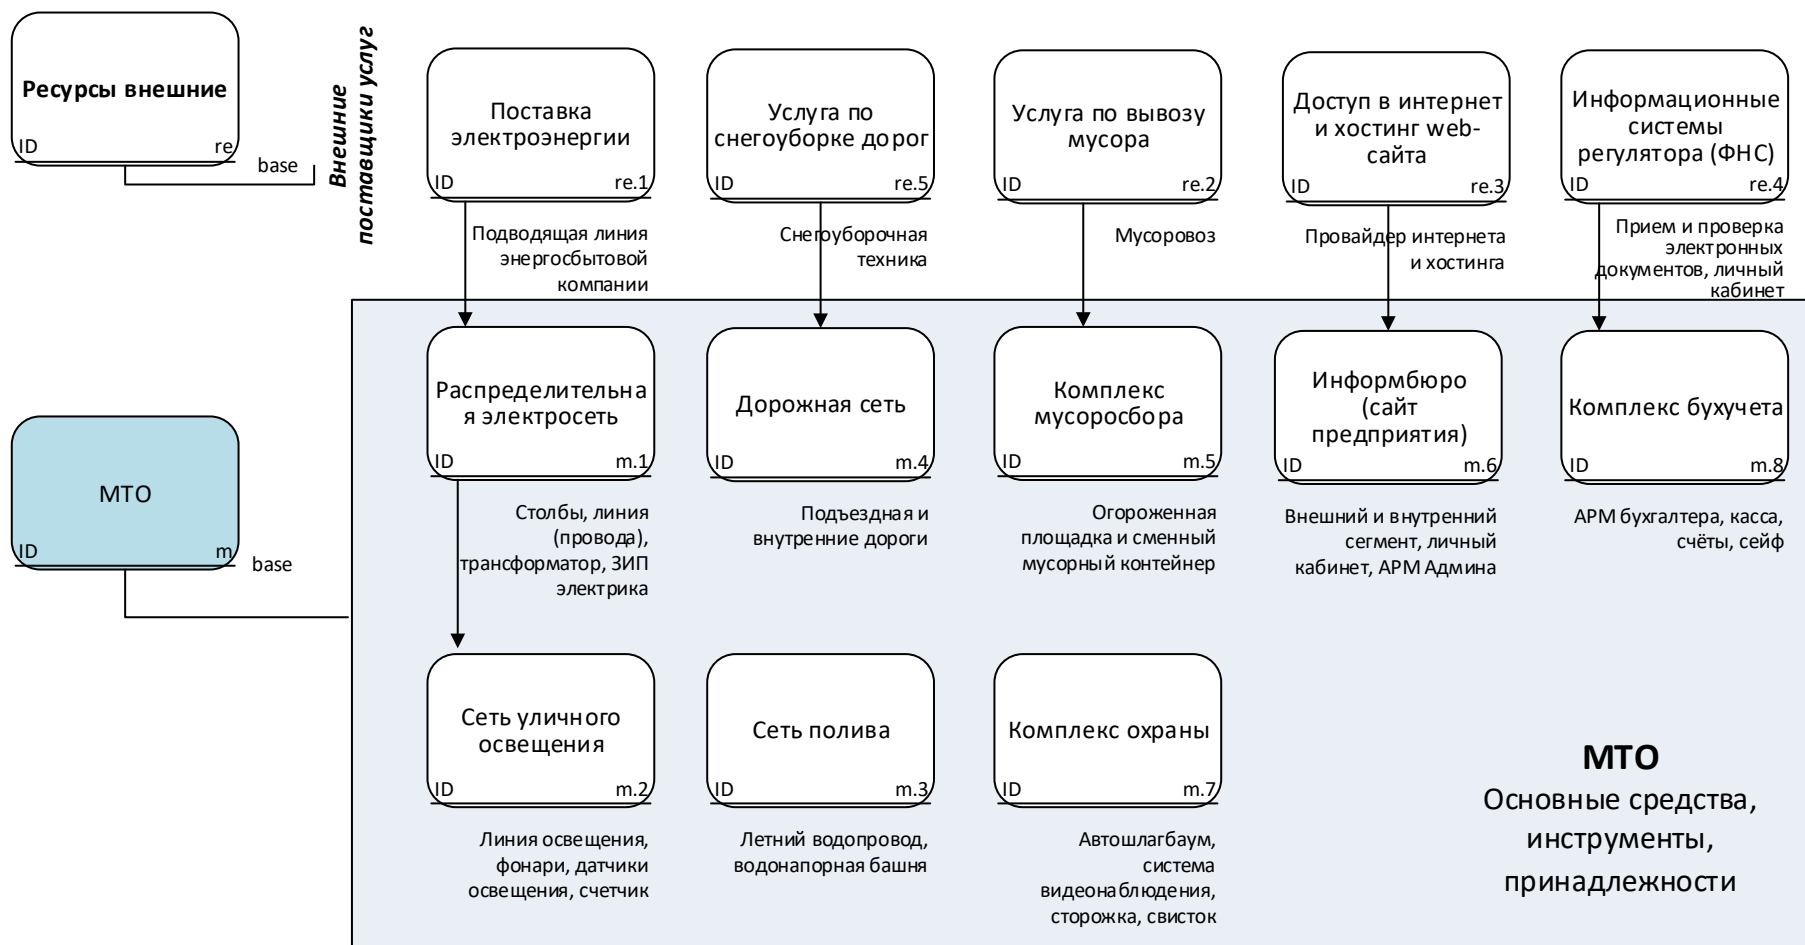 Ресурсы внешние
ID
re
base
Внешние
поставщики услуг
Поставка
электроэнергии
ID
re.1
Услуга по
снегоуборке дорог
ID
re.5
Услуга по вывозу
мусора
ID
re.2
Доступ в интернет
и хостинг web-
сайта
ID
re.3
Информационные
системы
регулятора (ФНС)
ID
re.4
Подводящая линия
энергосбытовой
компании
Снегоуборочная
техника
Мусоровоз
Провайдер интернета
и хостинга
Прием и проверка
электронных
документов, личный
кабинет
МТО
ID
m
base
Распределительна
я электросеть
ID
m.1
Дорожная сеть
ID
m.4
Комплекс
мусоросбора
ID
m.5
Информбюро
(сайт
предприятия)
ID
m.6
Комплекс бухучета
ID
m.8
Столбы, линия
(провода),
трансформатор, ЗИП
электрика
Подъездная и
внутренние дороги
Огороженная
площадка и сменный
мусорный контейнер
Внешний и внутренний
сегмент, личный
кабинет, АРМ Админа
АРМ бухгалтера, касса,
счёты, сейф
Сеть уличного
освещения
ID
m.2
Сеть полива
ID
m.3
Комплекс охраны
ID
m.7
Линия освещения,
фонари, датчики
освещения, счетчик
Летний водопровод,
водонапорная башня
Автошлагбаум,
система
видеонаблюдения,
сторожка, свисток
МТО
Основные средства,
инструменты,
принадлежности